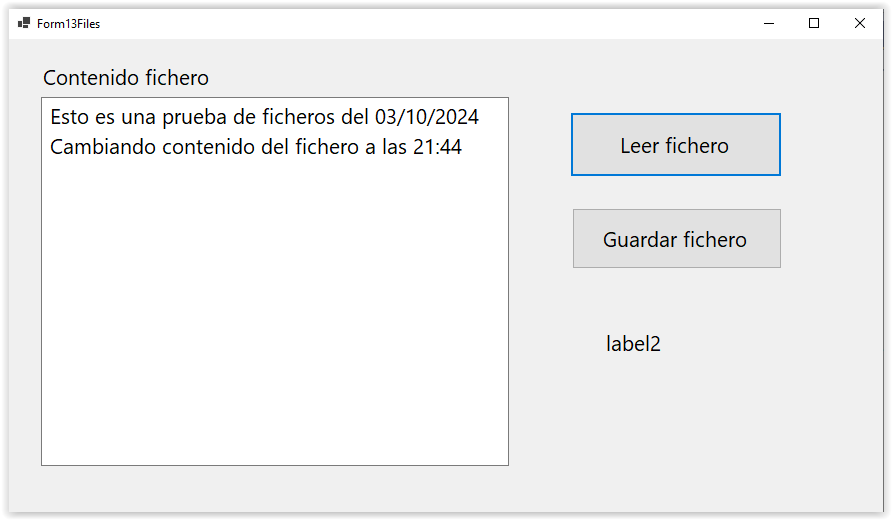 Form13Files
Contenido fichero
Esto es una prueba de ficheros del 03/10/2024
Cambiando contenido del fichero a las 21:44
Leer fichero
Guardar fichero
label2